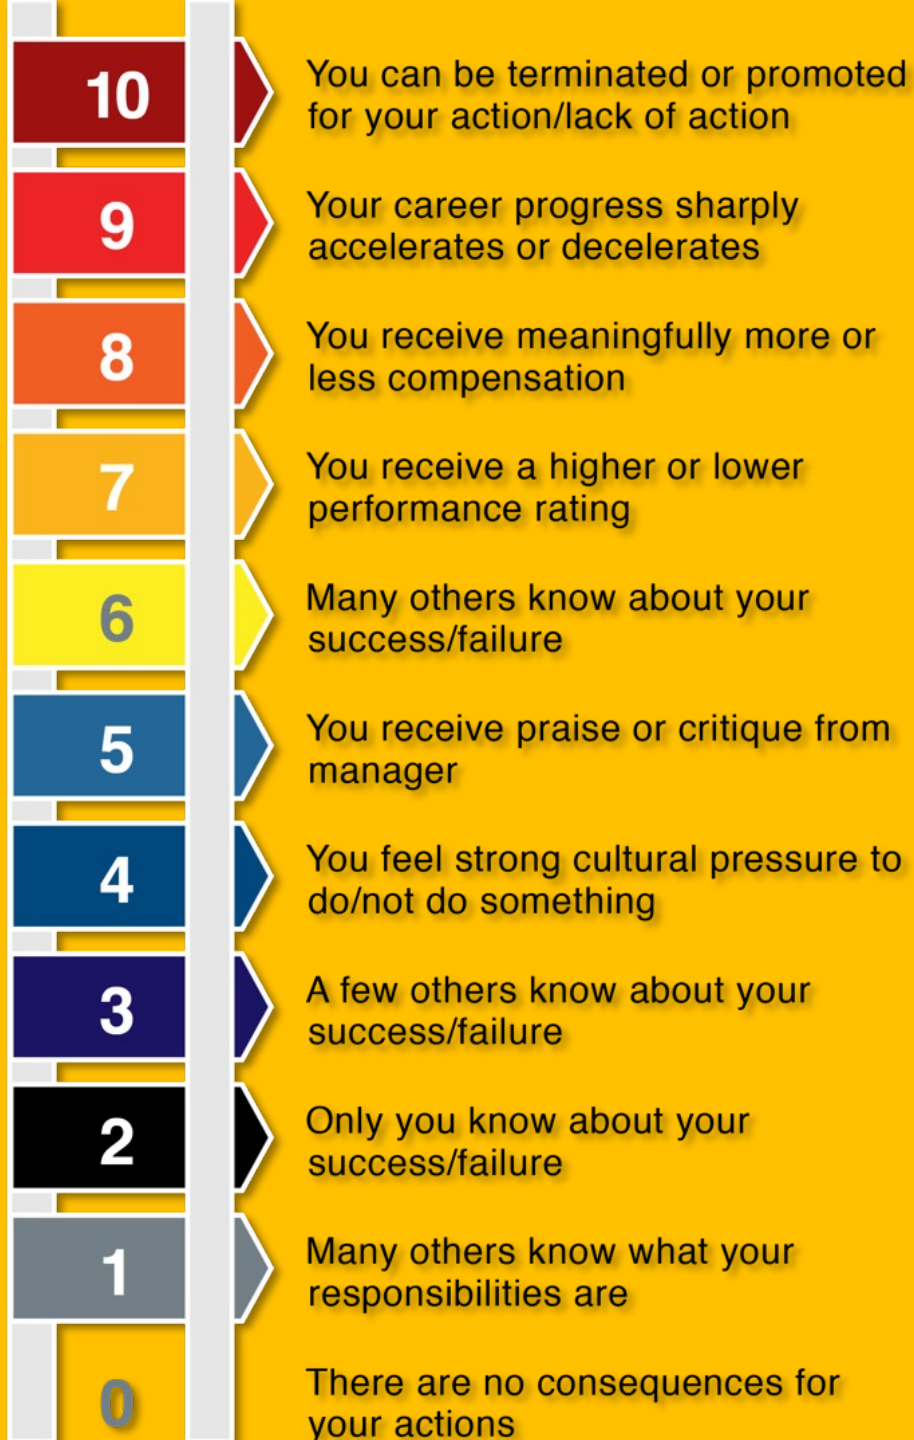 10
You can be terminated or promoted
for your action/lack of action
9
Your career progress sharply
accelerates or decelerates
8
You receive meaningfully more or
less compensation
7
You receive a higher or lower
performance rating
6
Many others know about your
success/failure
5
You receive praise or critique from
manager
4
You feel strong cultural pressure to
do/not do something
3
A few others know about your
success/failure
2
Only you know about your
success/failure
1
Many others know what your
responsibilities are
0
There are no consequences for
your actions